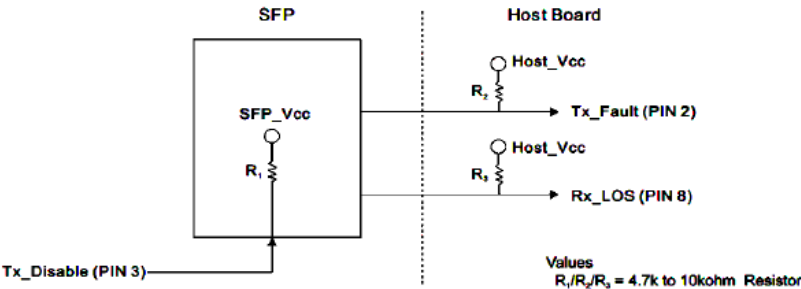 SFP
Host Board
Host_Vcc
R2
Tx_Fault (PIN 2)
SFP_Vcc
Host_Vcc
R1
R3
Rx_LOS (PIN 8)
Tx_Disable (PIN 3)
Values
R1/R2/R3 = 4.7k to 10kohm Resistor